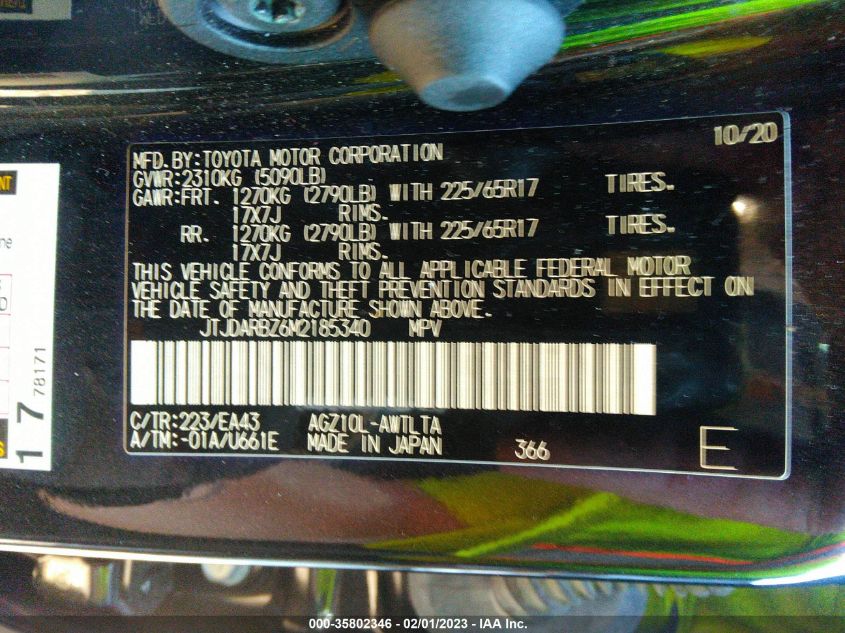 10/20
MFD. BY: TOYOTA MOTOR CORPORATION
GVWR: 2310KG (5090LB)
GAWR: FRT. 1270KG (2790LB) WITH 225/65R17 TIRES.
17X7J RIMS.
RR. 1270KG (2790LB) WITH 225/65R17 TIRES.
17X7J RIMS.
THIS VEHICLE CONFORMS TO ALL APPLICABLE FEDERAL MOTOR
VEHICLE SAFETY AND THEFT PREVENTION STANDARDS IN EFFECT ON
THE DATE OF MANUFACTURE SHOWN ABOVE.
JTJDARBZ6M2185340 MPV
C/TR: 223/EA43 AGZ10L-AWTLTA
A/TM: -01A/U661E MADE IN JAPAN 366 E
17 78171
000-35802346 - 02/01/2023 - © IAA Inc.